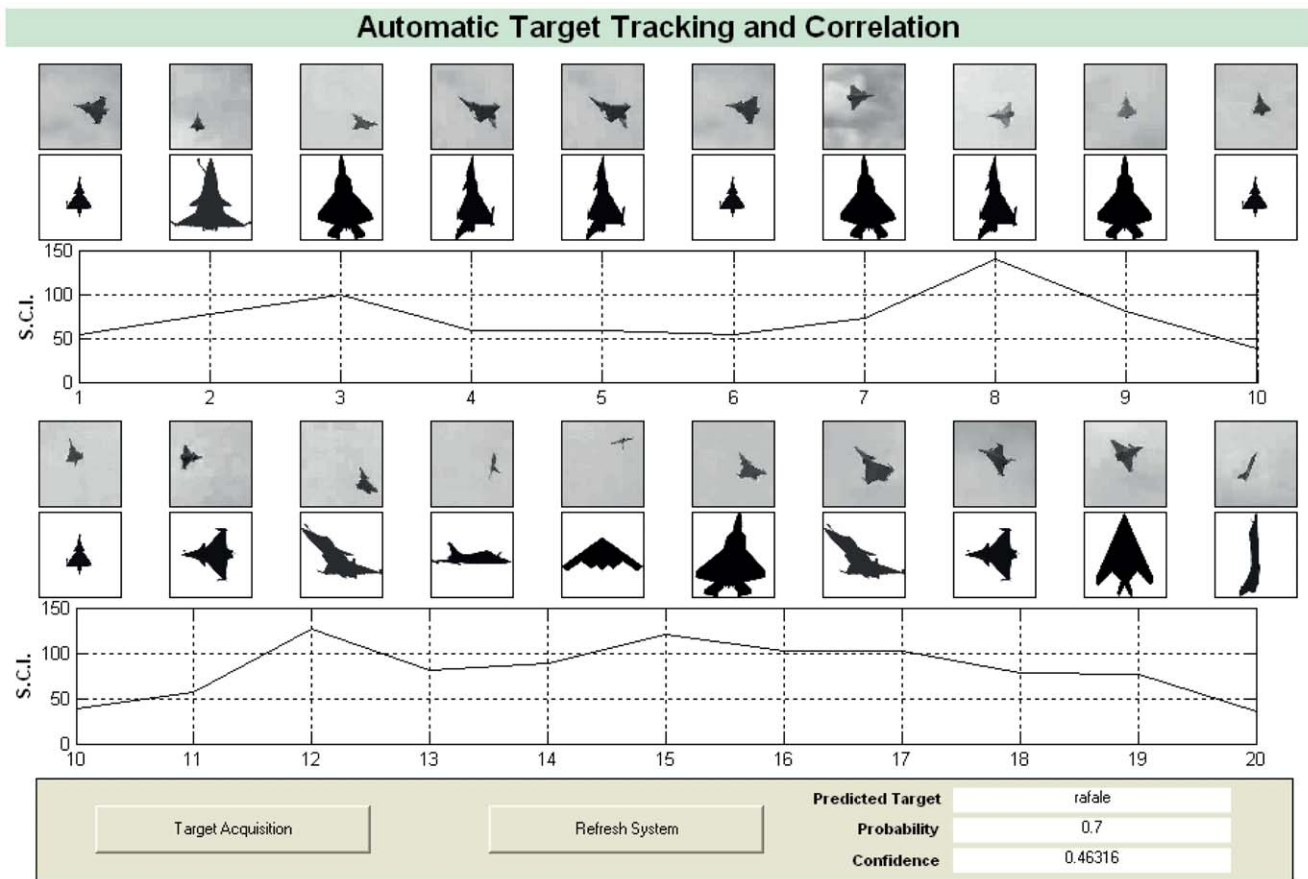 Automatic Target Tracking and Correlation
150
100
50
0
S.C.I.
1 2 3 4 5 6 7 8 9 10
150
100
50
0
S.C.I.
10 11 12 13 14 15 16 17 18 19 20
Target Acquisition
Refresh System
Predicted Target rafale
Probability 0.7
Confidence 0.46316